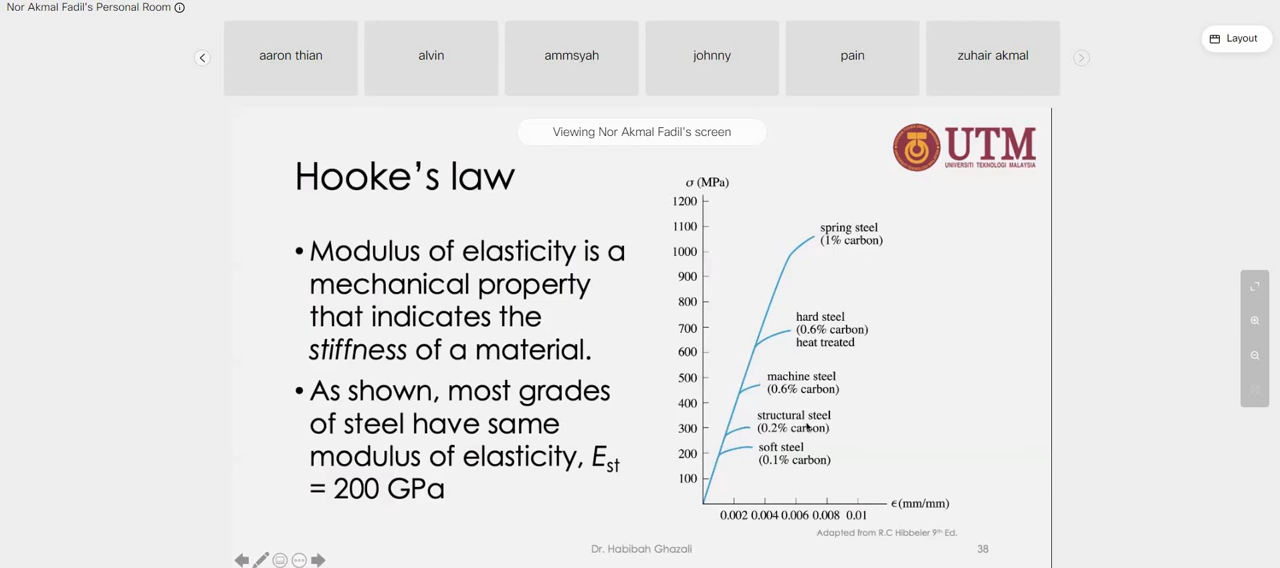 Nor Akmal Fadil's Personal Room
Layout
aaron thian
alvin
ammsyah
johnny
pain
zuhair akmal
Viewing Nor Akmal Fadil's screen
UTM
UNIVERSITI TEKNOLOGI MALAYSIA
Hooke's law
• Modulus of elasticity is a
mechanical property
that indicates the
stiffness of a material.
• As shown, most grades
of steel have same
modulus of elasticity, Est
= 200 GPa
σ (MPa)
1200
1100
1000
900
800
700
600
500
400
300
200
100
spring steel
(1% carbon)
hard steel
(0.6% carbon)
heat treated
machine steel
(0.6% carbon)
structural steel
(0.2% carbon)
soft steel
(0.1% carbon)
0.002 0.004 0.006 0.008 0.01
ϵ (mm/mm)
Adapted from R.C Hibbeler 9th Ed.
Dr. Habibah Ghazali
38